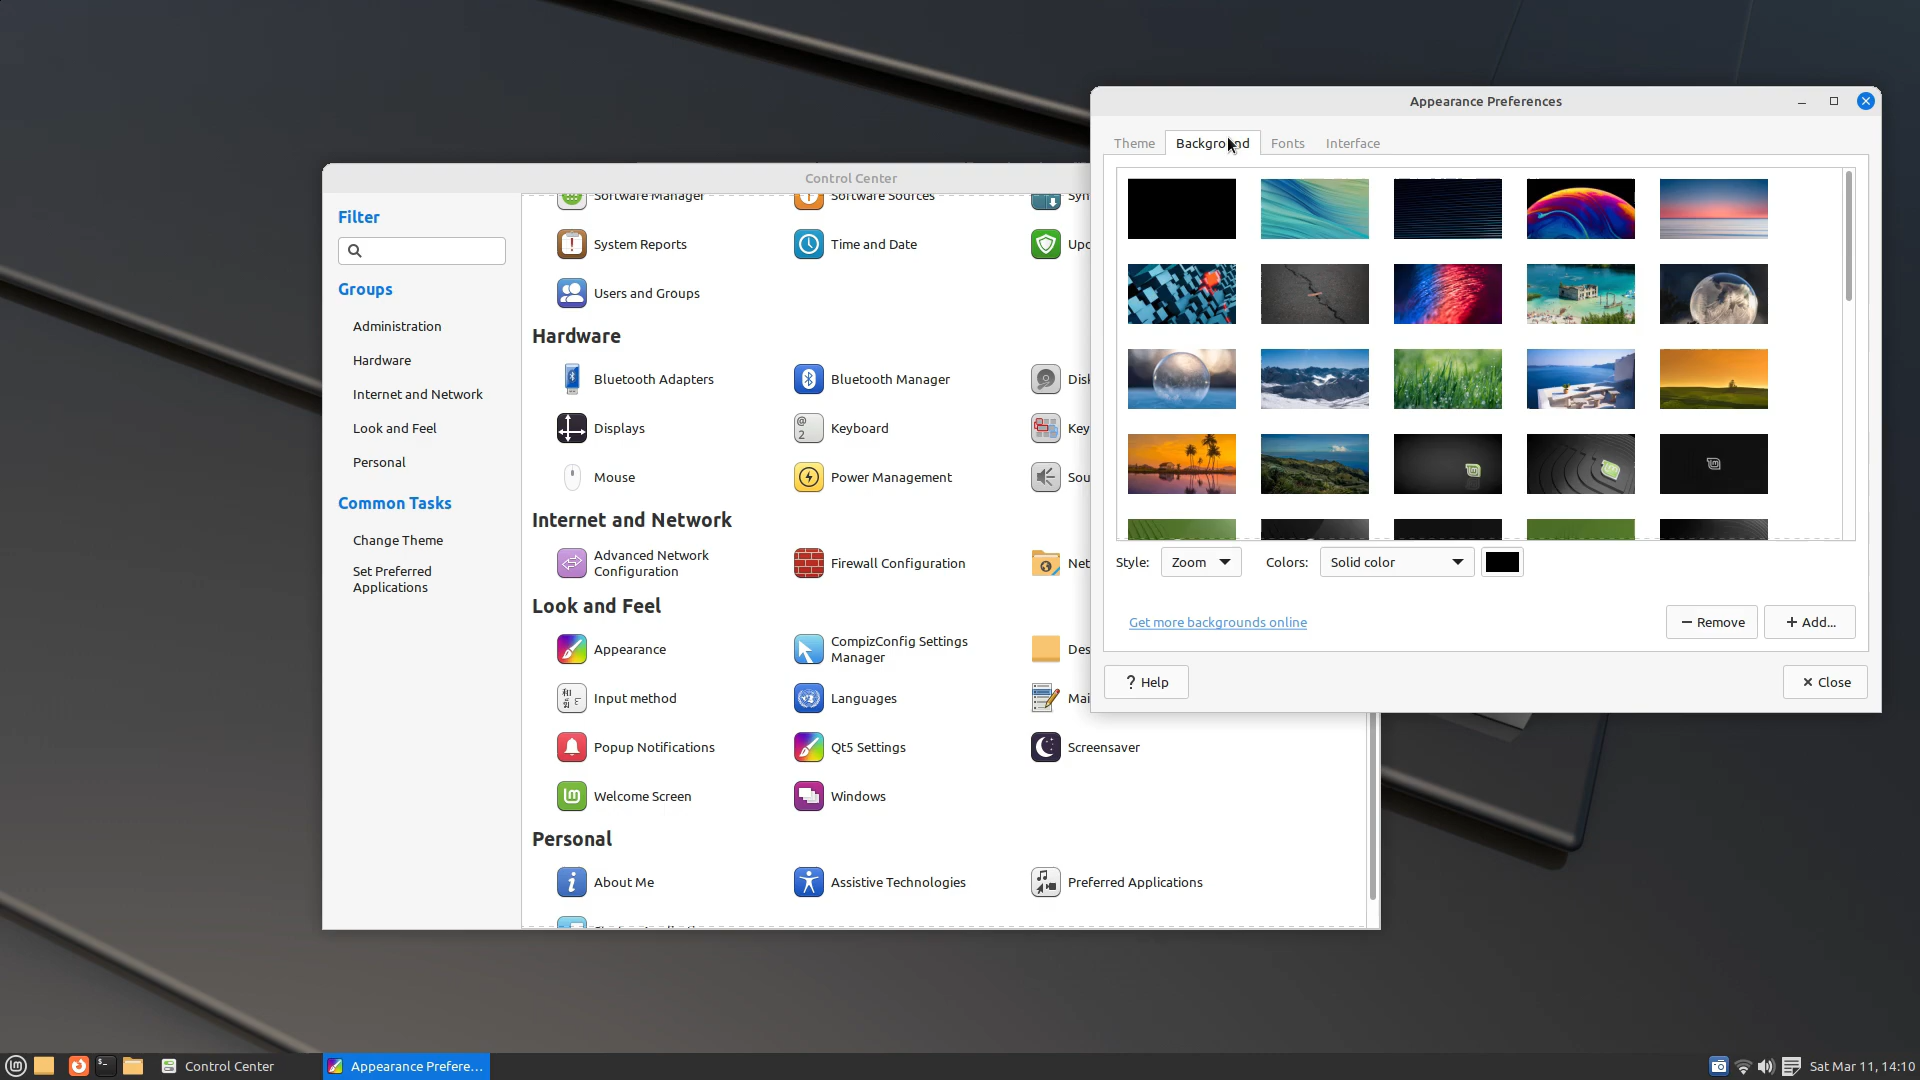 Appearance Preferences
Theme
Background
Fonts
Interface
Style:
Zoom
Colors:
Solid color
Get more backgrounds online
Remove
Add...
Help
Close
Control Center
Filter
Groups
Administration
Hardware
Internet and Network
Look and Feel
Personal
Common Tasks
Change Theme
Set Preferred
Applications
Software Manager
Software Sources
Syn
System Reports
Time and Date
Upd
Users and Groups
Hardware
Bluetooth Adapters
Bluetooth Manager
Disk
Displays
Keyboard
Key
Mouse
Power Management
Sou
Internet and Network
Advanced Network
Configuration
Firewall Configuration
Net
Look and Feel
Appearance
CompizConfig Settings
Manager
Des
Input method
Languages
Mai
Popup Notifications
Qt5 Settings
Screensaver
Welcome Screen
Windows
Personal
About Me
Assistive Technologies
Preferred Applications
Control Center
Appearance Prefere...
Sat Mar 11, 14:10